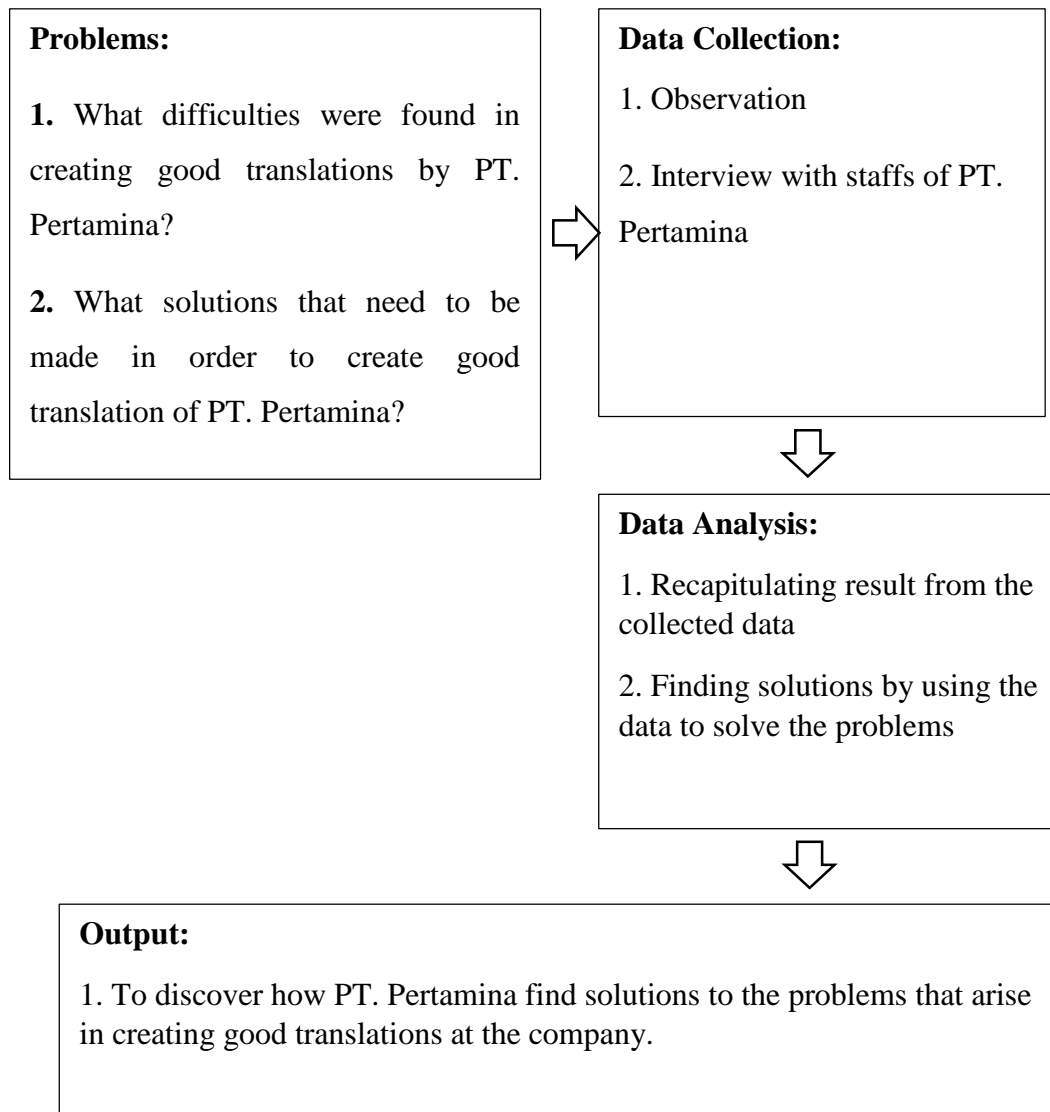 Problems:
1. What difficulties were found in
creating good translations by PT.
Pertamina?
2. What solutions that need to be
made in order to create good
translation of PT. Pertamina?
Data Collection:
1. Observation
2. Interview with staffs of PT.
Pertamina
Data Analysis:
1. Recapitulating result from the
collected data
2. Finding solutions by using the
data to solve the problems
Output:
1. To discover how PT. Pertamina find solutions to the problems that arise
in creating good translations at the company.